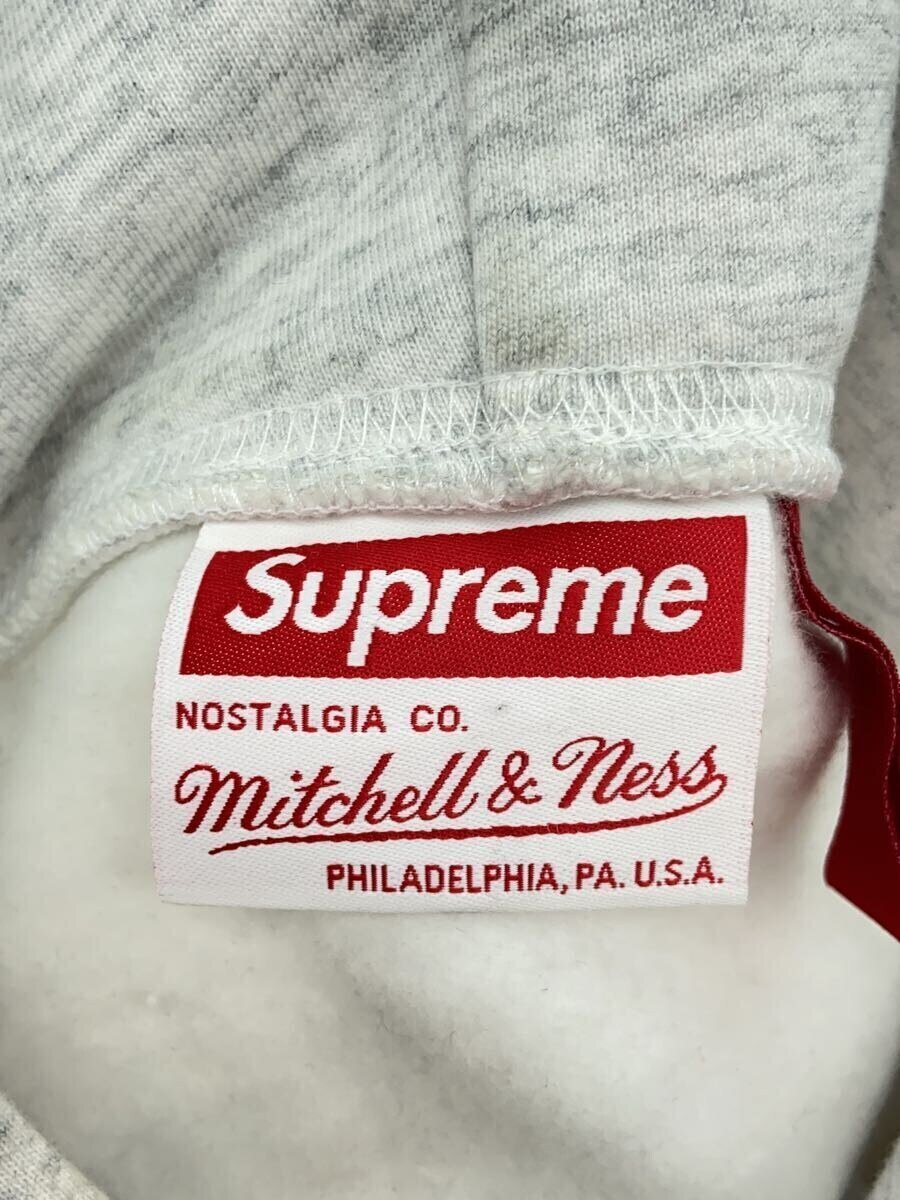 Supreme
NOSTALGIA CO.
Mitchell & Ness
PHILADELPHIA, PA. U.S.A.